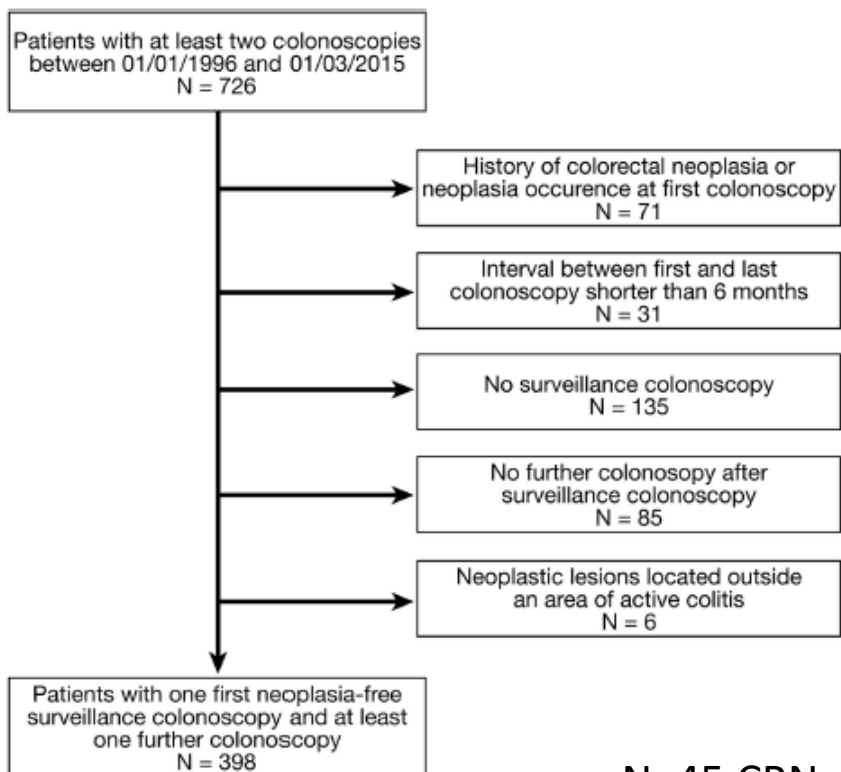 Patients with at least two colonoscopies
between 01/01/1996 and 01/03/2015
N = 726
History of colorectal neoplasia or
neoplasia occurence at first colonoscopy
N = 71
Interval between first and last
colonoscopy shorter than 6 months
N = 31
No surveillance colonoscopy
N = 135
No further colonosopy after
surveillance colonoscopy
N = 85
Neoplastic lesions located outside
an area of active colitis
N = 6
Patients with one first neoplasia-free
surveillance colonoscopy and at least
one further colonoscopy
N = 398